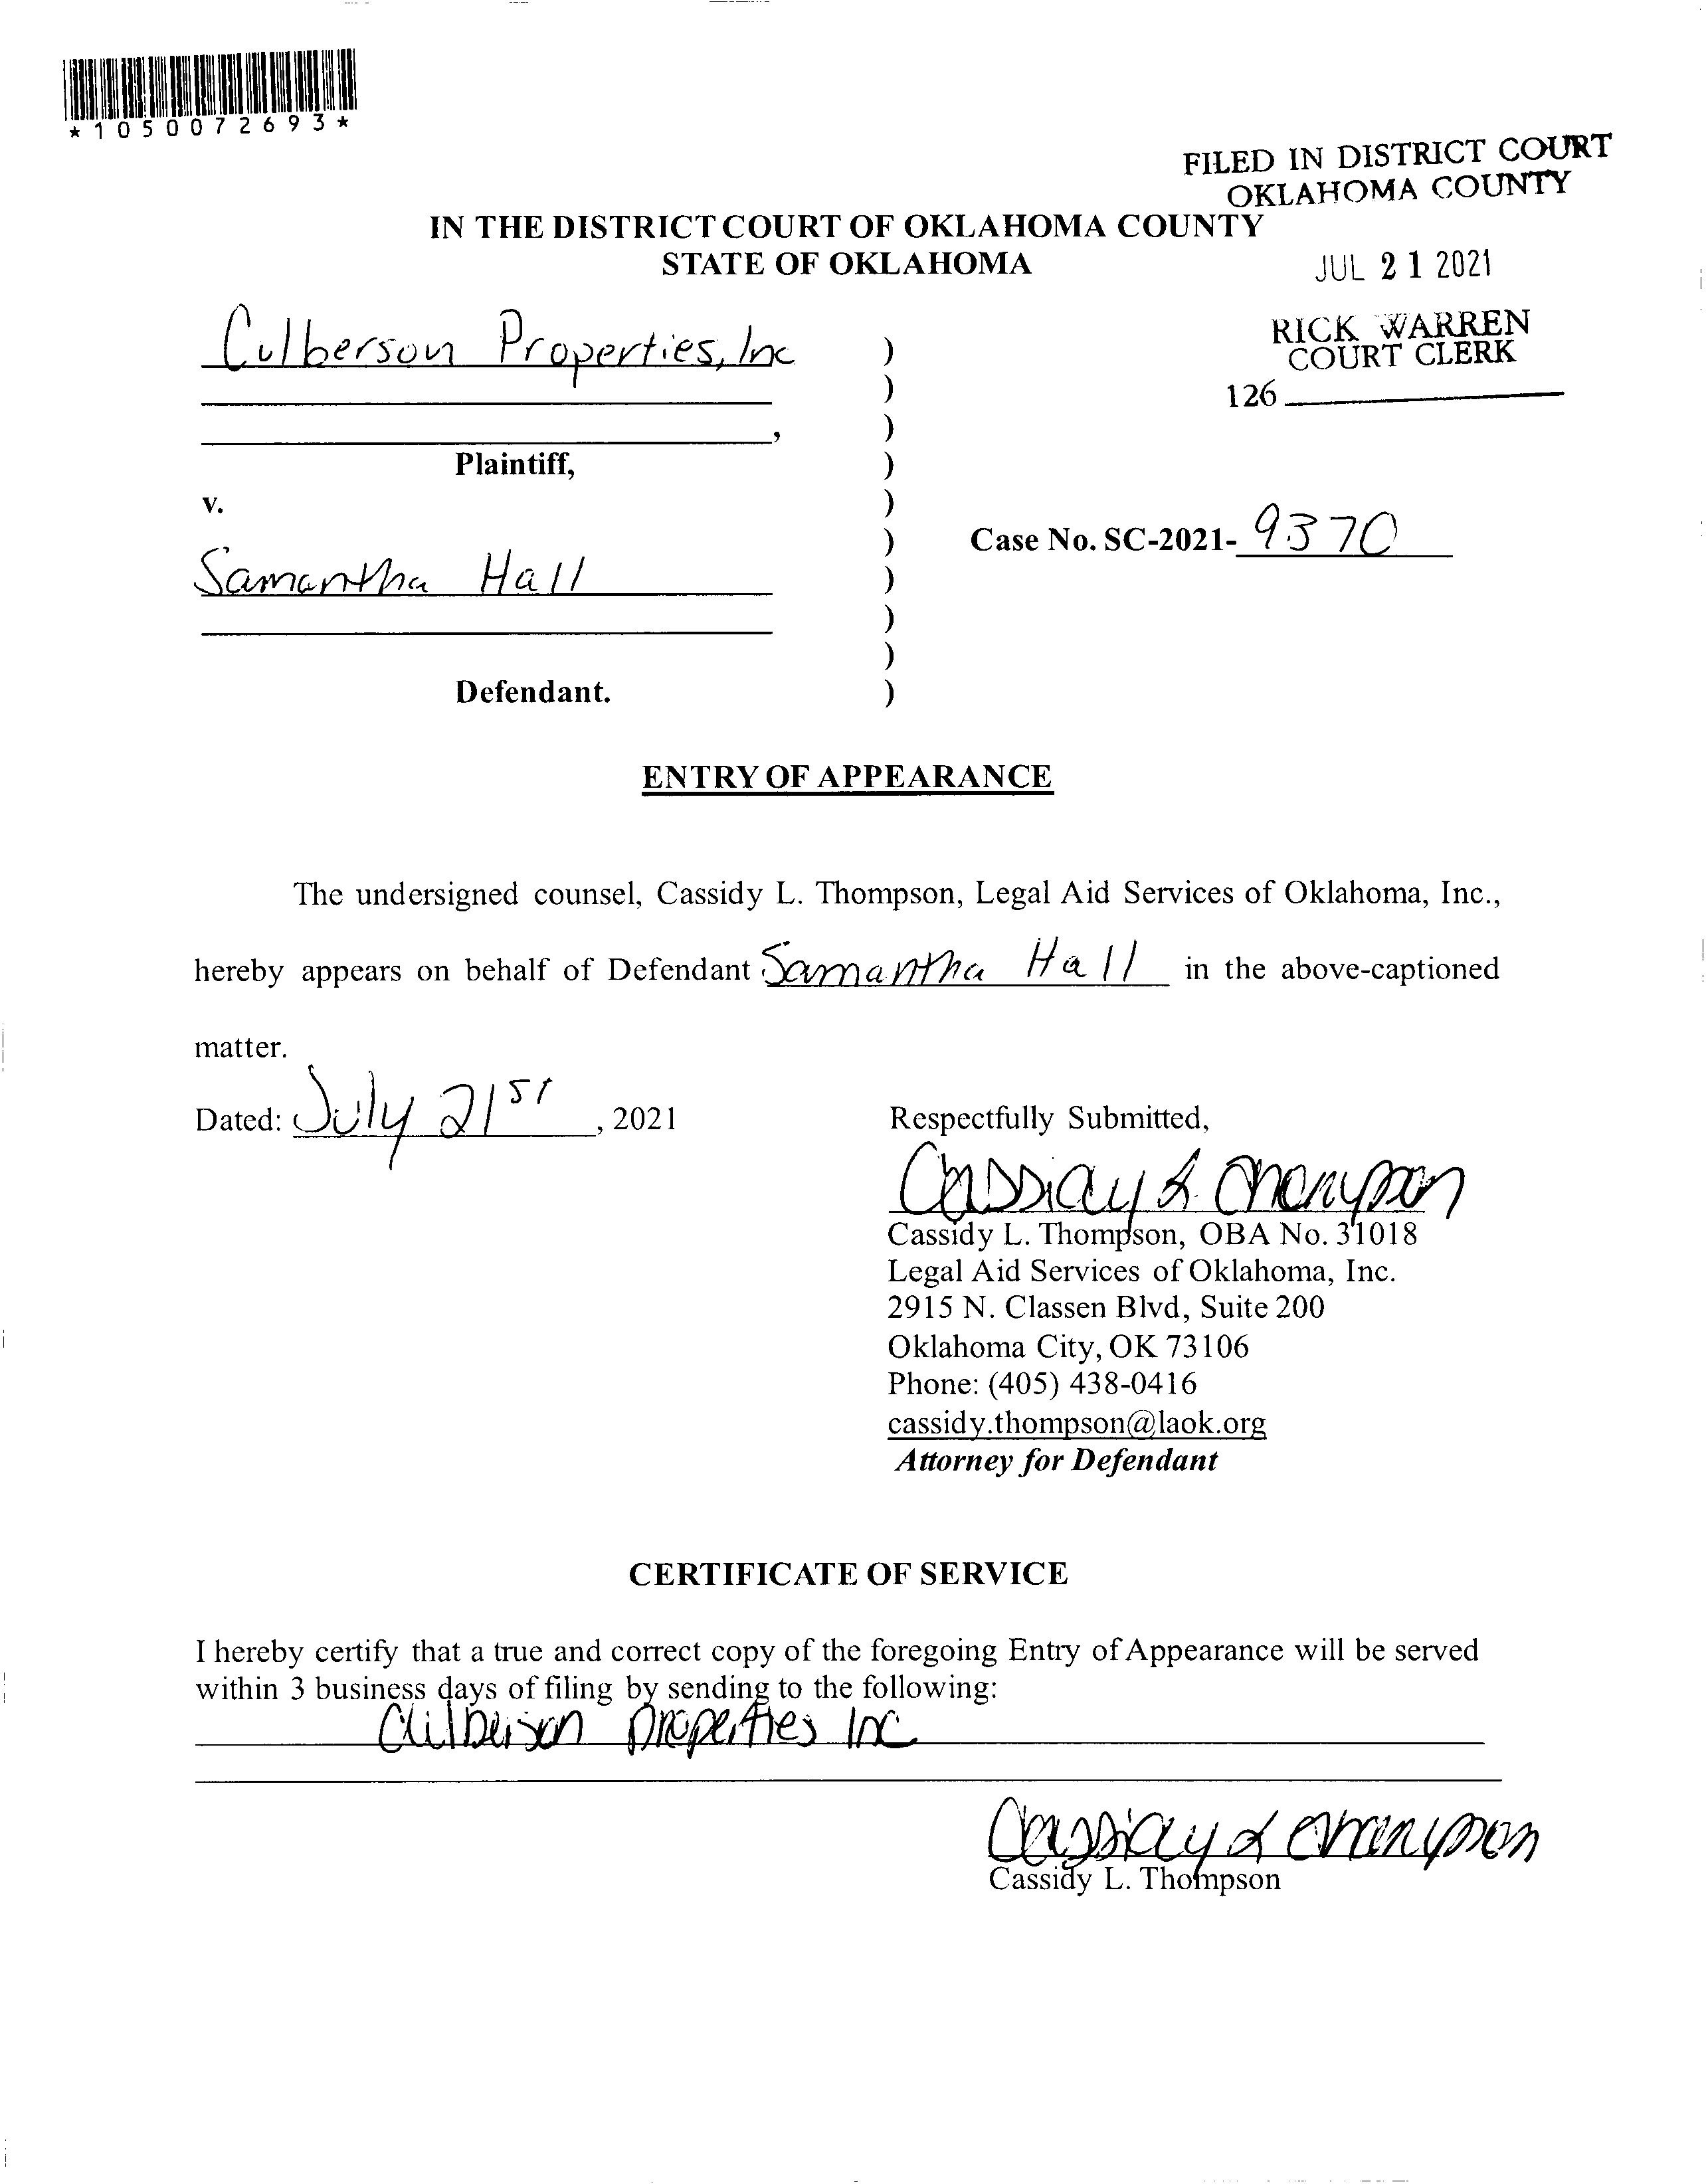 *1050072693*
FILED IN DISTRICT COURT
OKLAHOMA COUNTY
IN THE DISTRICT COURT OF OKLAHOMA COUNTY
STATE OF OKLAHOMA
JUL 21 2021
RICK WARREN
COURT CLERK
126
Culberson Properties, Inc )
)
, )
Plaintiff, )
v. )
Case No. SC-2021- 9370 )
Samantha Hall )
)
)
Defendant. )
ENTRY OF APPEARANCE
The undersigned counsel, Cassidy L. Thompson, Legal Aid Services of Oklahoma, Inc.,
hereby appears on behalf of Defendant Samantha Hall in the above-captioned
matter.
Dated: July 21st, 2021
Respectfully Submitted,
Cassidy L Thompson
Cassidy L. Thompson, OBA No. 31018
Legal Aid Services of Oklahoma, Inc.
2915 N. Classen Blvd, Suite 200
Oklahoma City, OK 73106
Phone: (405) 438-0416
cassidy.thompson@laok.org
Attorney for Defendant
CERTIFICATE OF SERVICE
I hereby certify that a true and correct copy of the foregoing Entry of Appearance will be served
within 3 business days of filing by sending to the following:
Culberson Properties Inc
Cassidy L Thompson
Cassidy L. Thompson